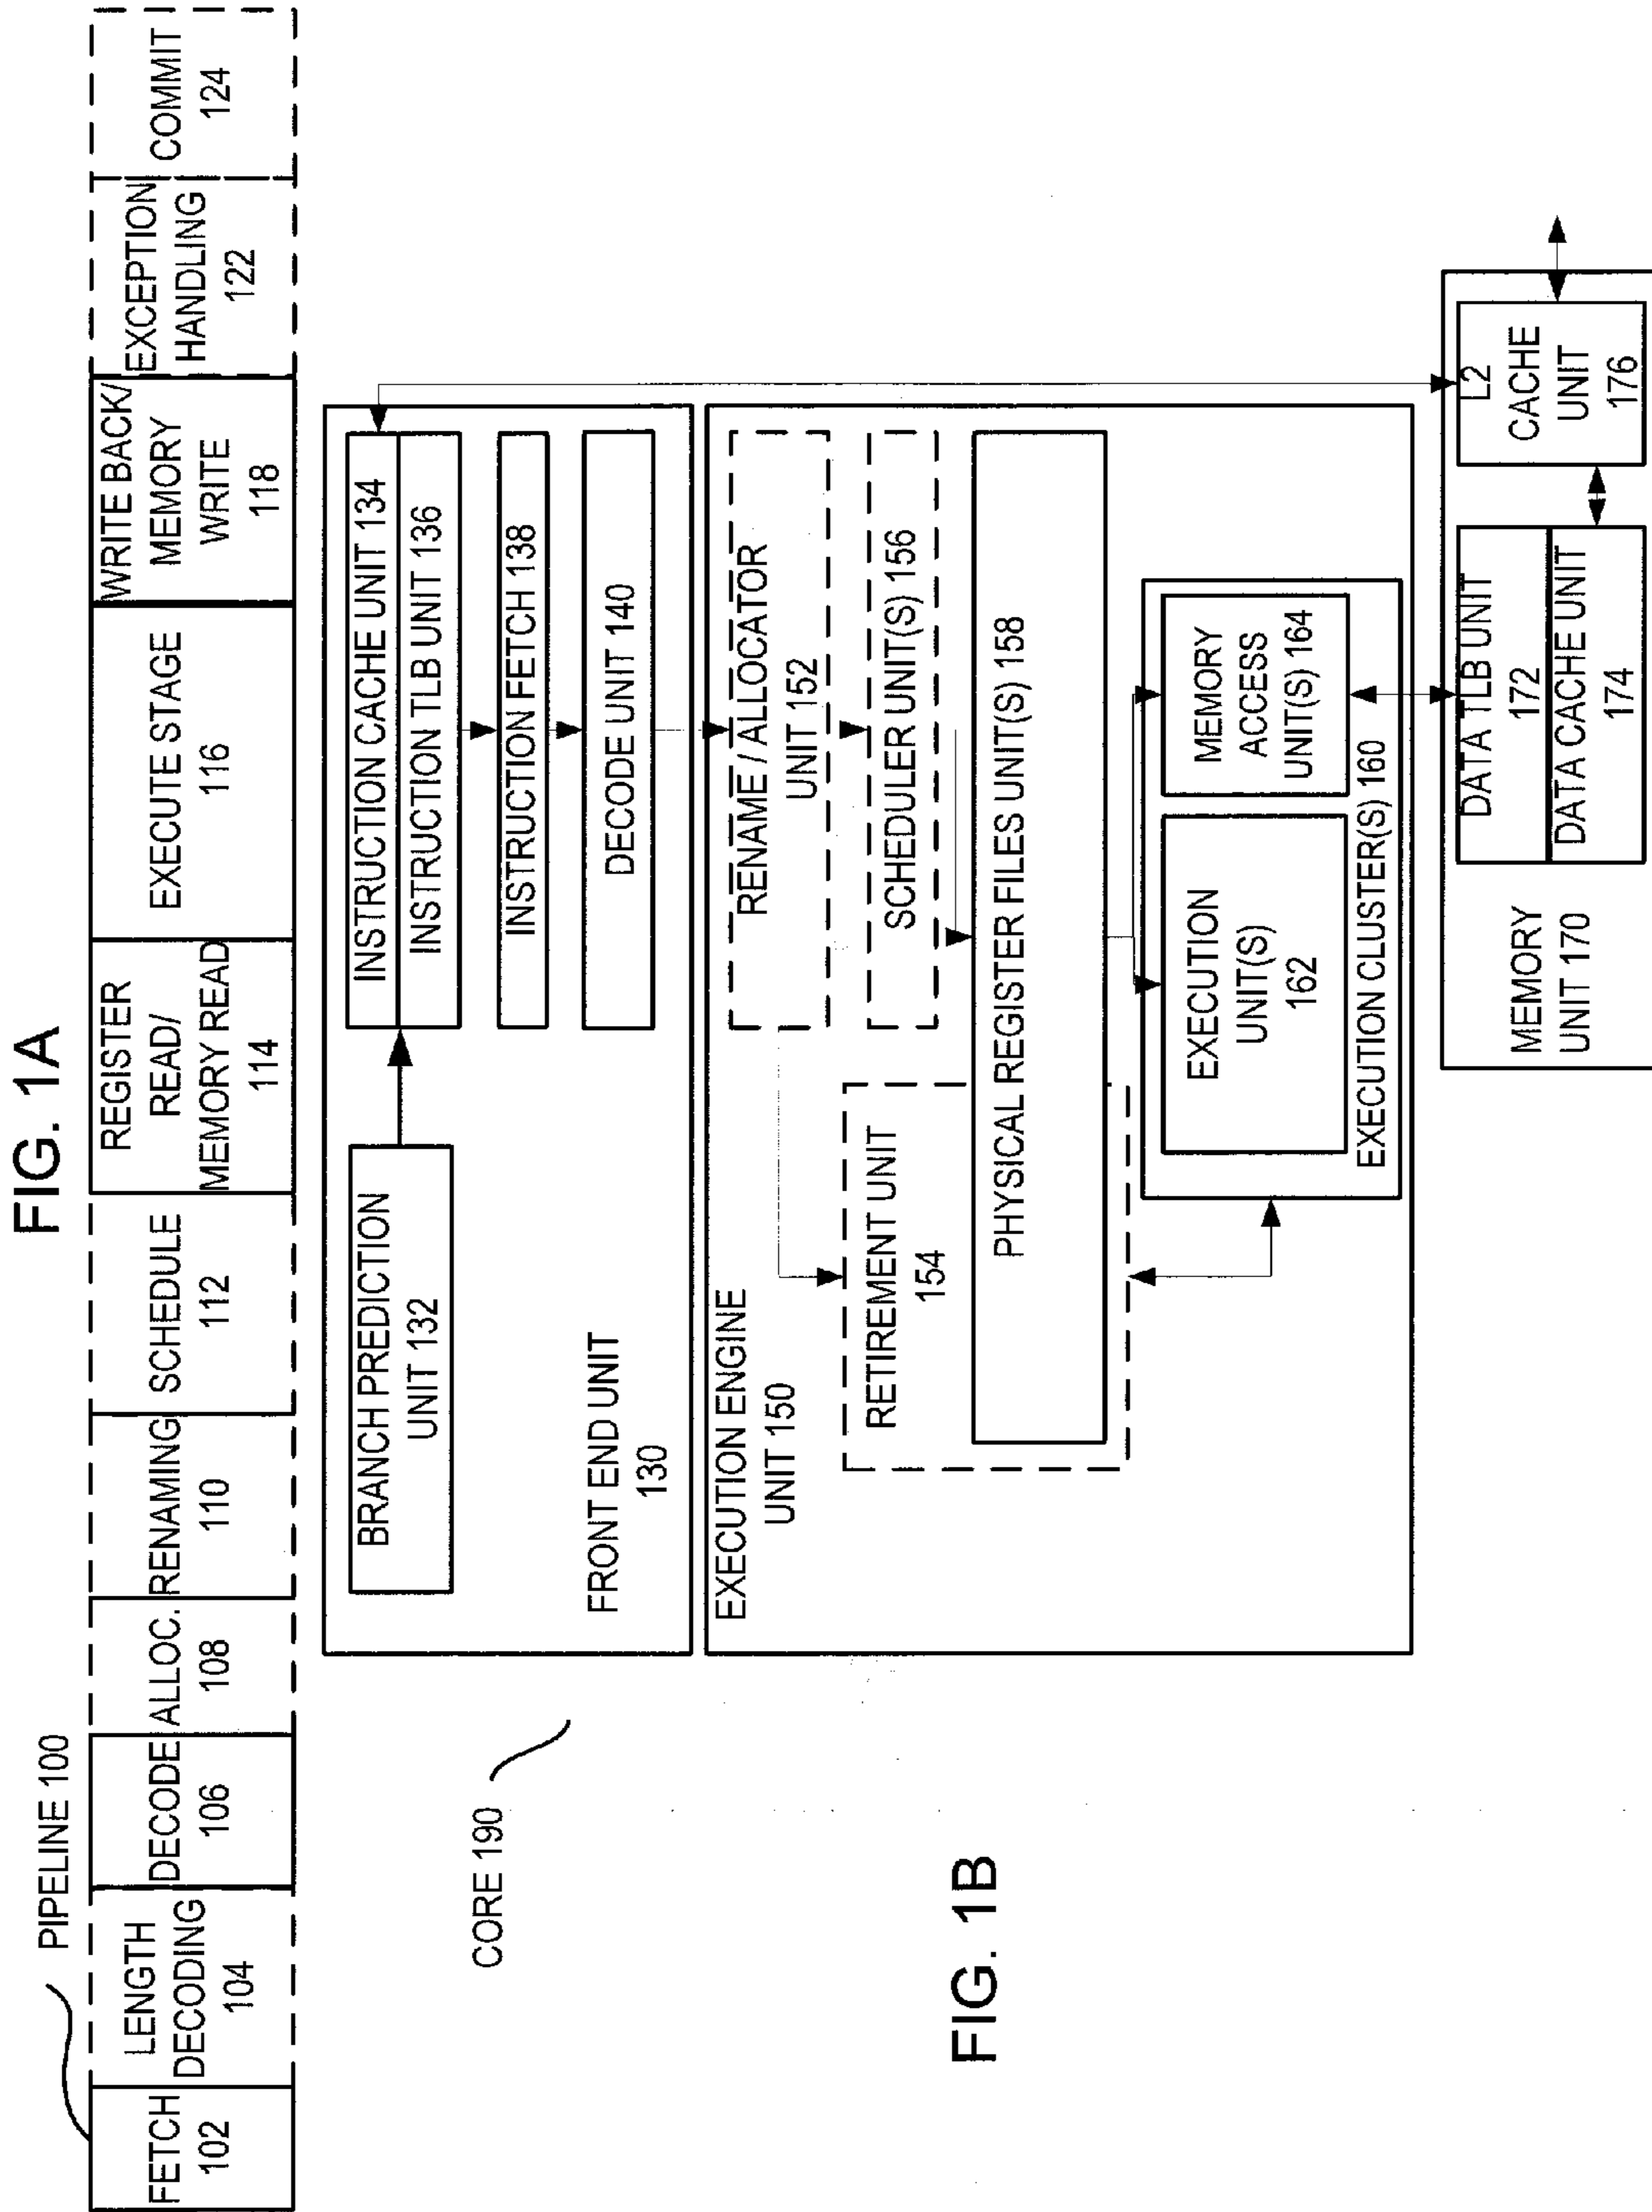 FIG. 1A
PIPELINE 100
FETCH
102
LENGTH
DECODING
104
DECODE
106
ALLOC.
108
RENAMING
110
SCHEDULE
112
REGISTER
READ/
MEMORY READ
114
EXECUTE STAGE
116
WRITE BACK/
MEMORY
WRITE
118
EXCEPTION
HANDLING
122
COMMIT
124
CORE 190
BRANCH PREDICTION
UNIT 132
INSTRUCTION CACHE UNIT 134
INSTRUCTION TLB UNIT 136
INSTRUCTION FETCH 138
DECODE UNIT 140
FRONT END UNIT
130
EXECUTION ENGINE
UNIT 150
RENAME / ALLOCATOR
UNIT 152
RETIREMENT UNIT
154
SCHEDULER UNIT(S) 156
PHYSICAL REGISTER FILES UNIT(S) 158
EXECUTION
UNIT(S)
162
MEMORY
ACCESS
UNIT(S) 164
EXECUTION CLUSTER(S) 160
MEMORY
UNIT 170
DATA TLB UNIT
172
DATA CACHE UNIT
174
L2
CACHE
UNIT
176
FIG. 1B